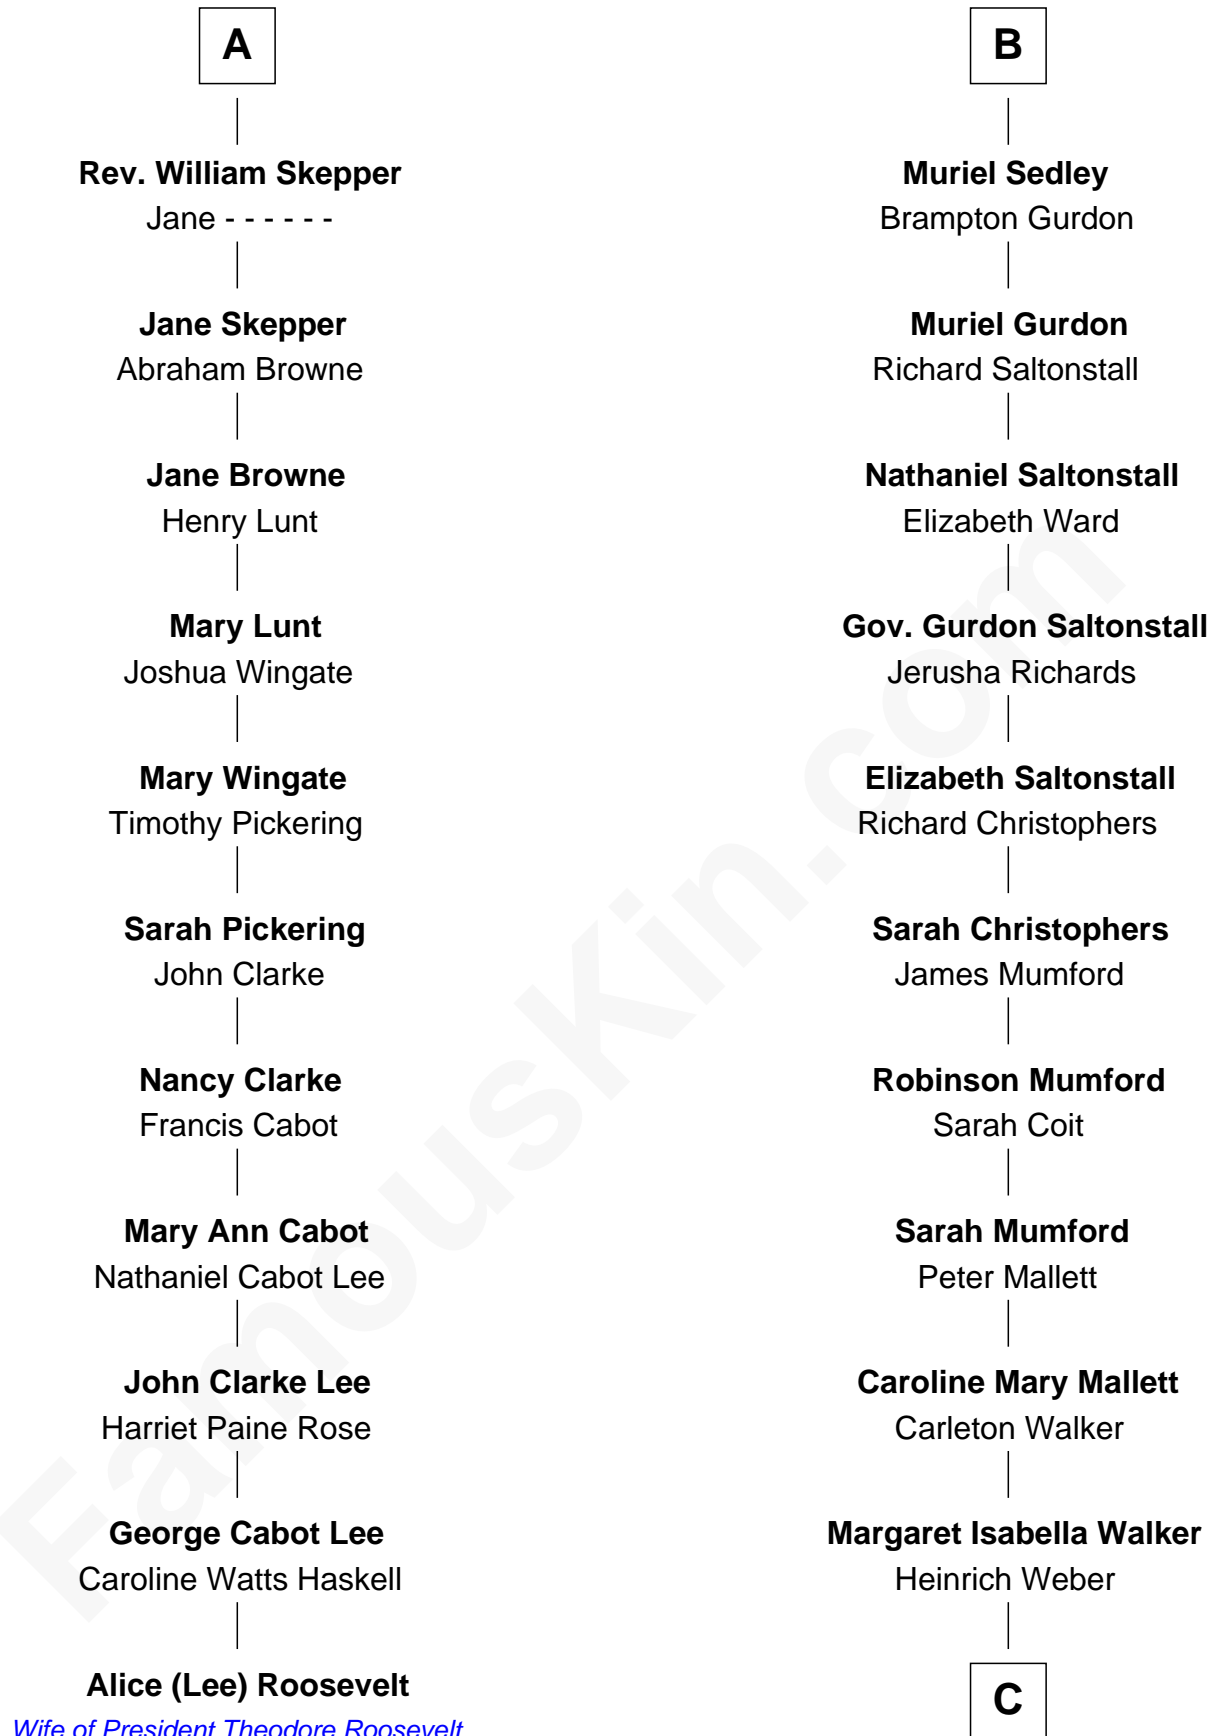 A
Rev. William Skepper
Jane - - - - - -
Jane Skepper
Abraham Browne
Jane Browne
Henry Lunt
Mary Lunt
Joshua Wingate
Mary Wingate
Timothy Pickering
Sarah Pickering
John Clarke
Nancy Clarke
Francis Cabot
Mary Ann Cabot
Nathaniel Cabot Lee
John Clarke Lee
Harriet Paine Rose
George Cabot Lee
Caroline Watts Haskell
Alice (Lee) Roosevelt
Wife of President Theodore Roosevelt
B
Muriel Sedley
Brampton Gurdon
Muriel Gurdon
Richard Saltonstall
Nathaniel Saltonstall
Elizabeth Ward
Gov. Gurdon Saltonstall
Jerusha Richards
Elizabeth Saltonstall
Richard Christophers
Sarah Christophers
James Mumford
Robinson Mumford
Sarah Coit
Sarah Mumford
Peter Mallett
Caroline Mary Mallett
Carleton Walker
Margaret Isabella Walker
Heinrich Weber
C
FamousKin.com